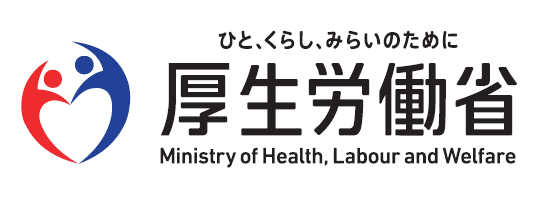 ひと、くらし、みらいのために
厚生労働省
Ministry of Health, Labour and Welfare